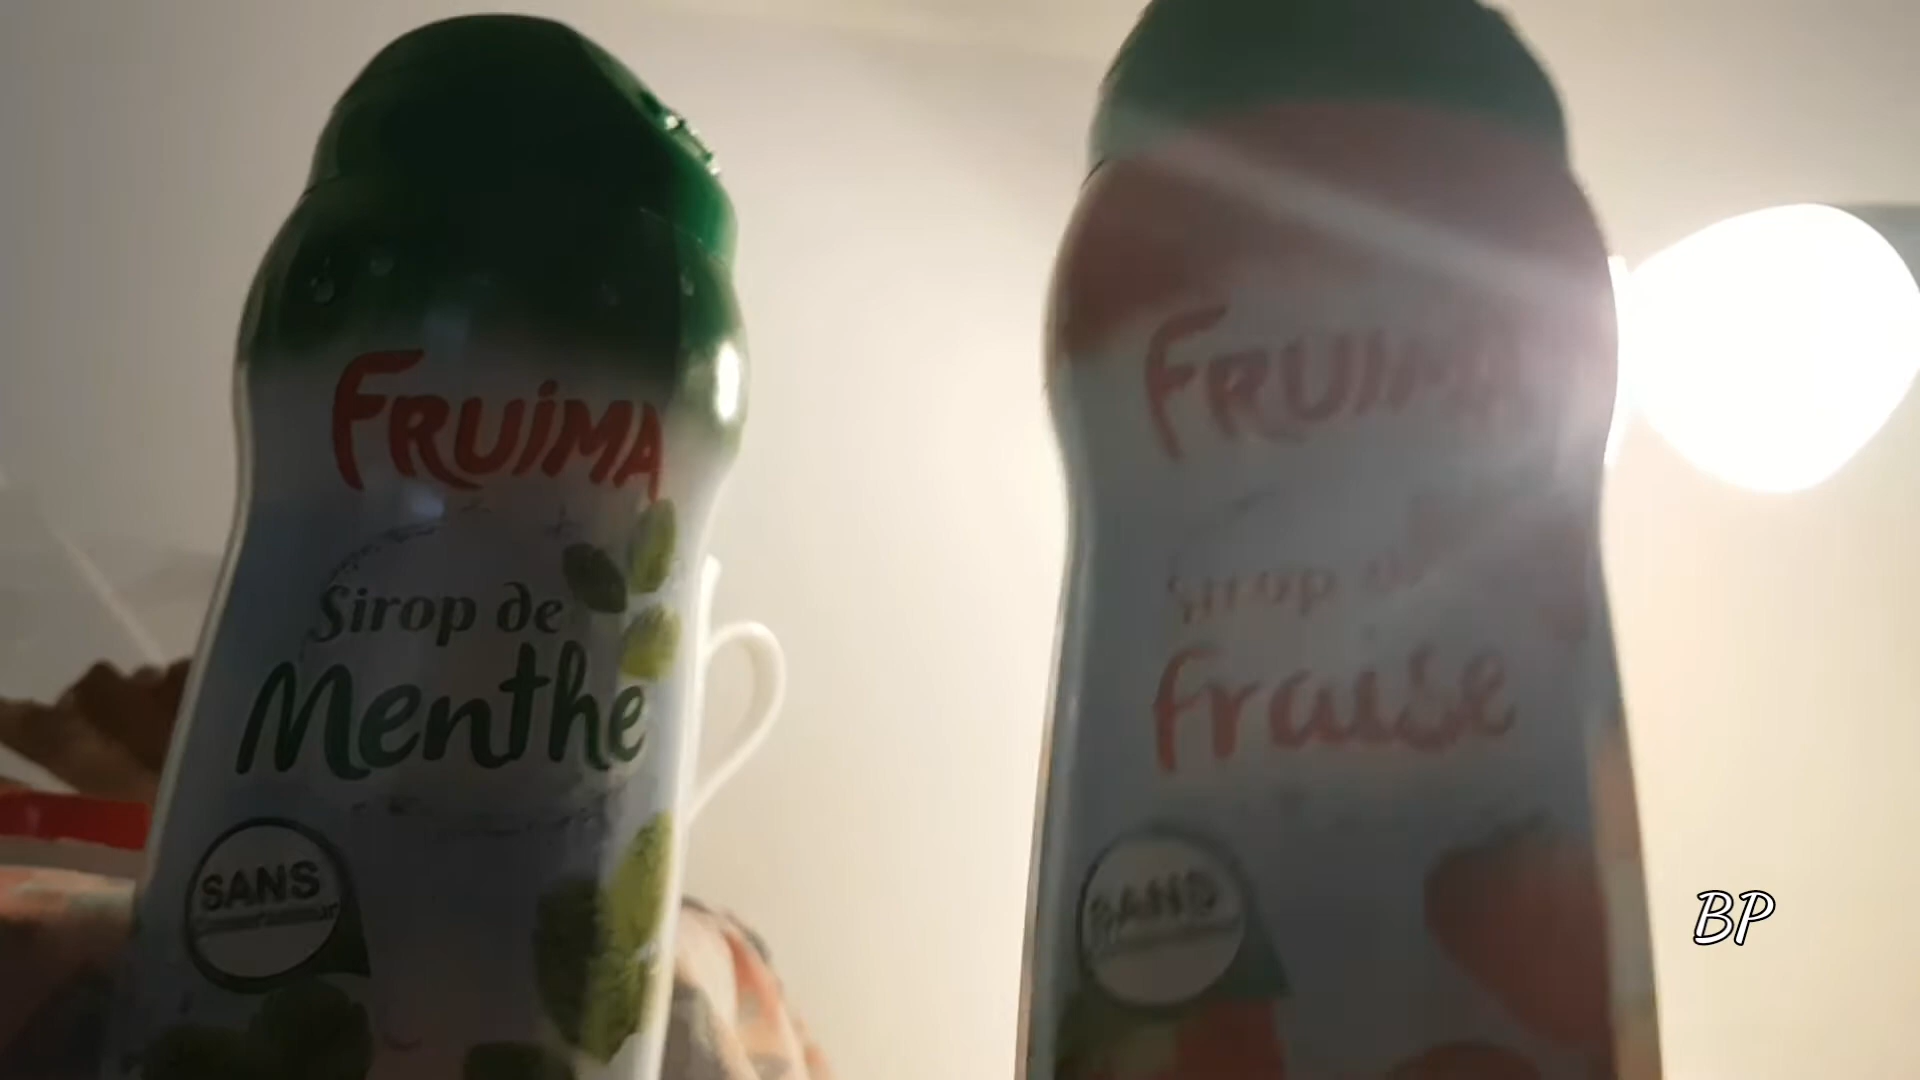 FRUiMA
Sirop de
Menthe
SANS
FRUiMA
Sirop de
Fraise
SANS
BP